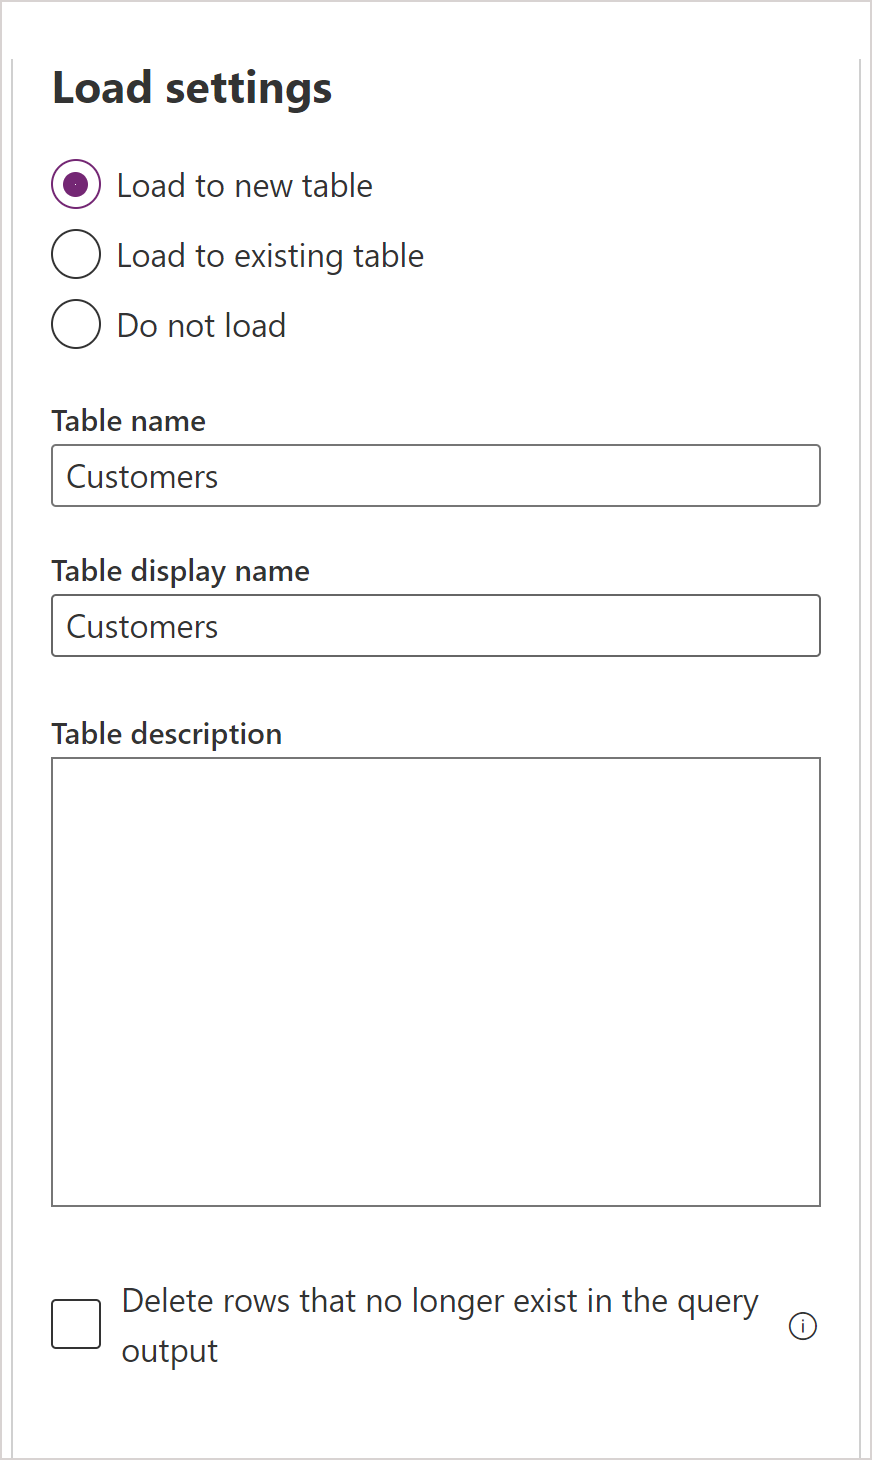 Load settings
Load to new table
Load to existing table
Do not load
Table name
Customers
Table display name
Customers
Table description
Delete rows that no longer exist in the query
output